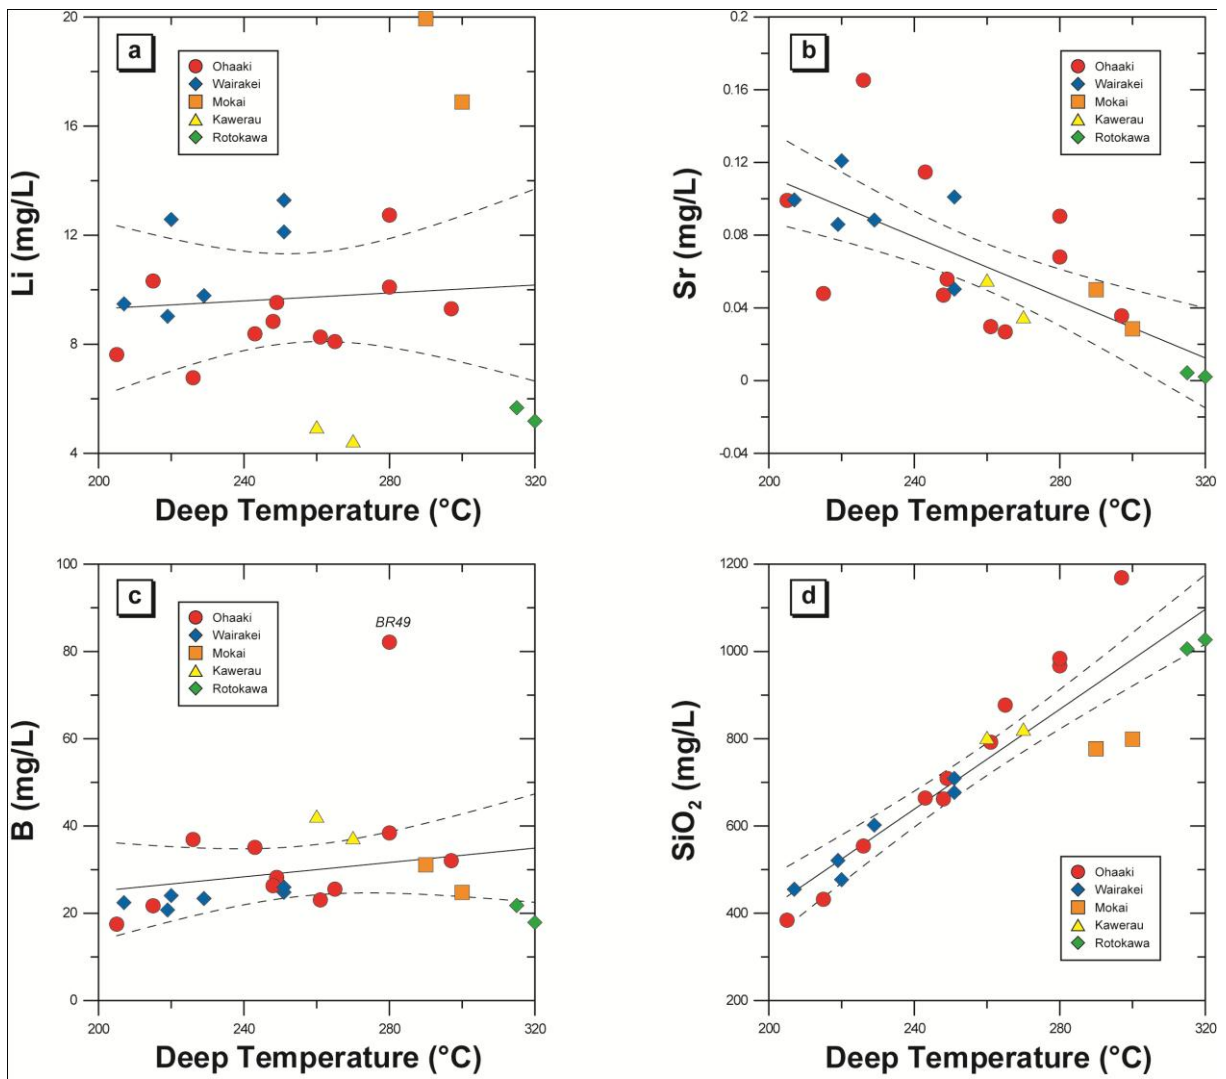 a
20
16
12
8
4
Li (mg/L)
Ohaaki
Wairakei
Mokai
Kawerau
Rotokawa
200
240
280
320
Deep Temperature (°C)
b
0.2
0.16
0.12
0.08
0.04
0
-0.04
Sr (mg/L)
Ohaaki
Wairakei
Mokai
Kawerau
Rotokawa
200
240
280
320
Deep Temperature (°C)
c
100
80
60
40
20
0
B (mg/L)
Ohaaki
Wairakei
Mokai
Kawerau
Rotokawa
BR49
200
240
280
320
Deep Temperature (°C)
d
1200
1000
800
600
400
200
SiO₂ (mg/L)
Ohaaki
Wairakei
Mokai
Kawerau
Rotokawa
200
240
280
320
Deep Temperature (°C)